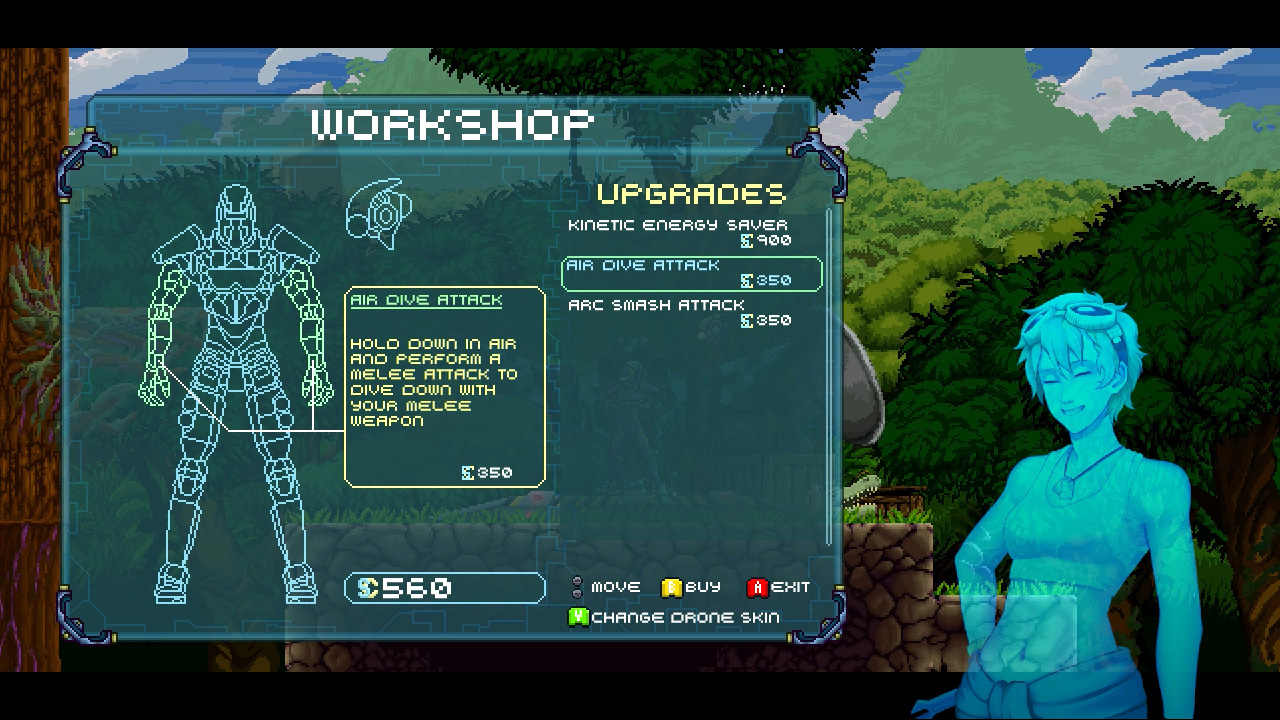 WORKSHOP
UPGRADES
KINETIC ENERGY SAVER
900
AIR DIVE ATTACK
350
ARC SMASH ATTACK
350
AIR DIVE ATTACK
HOLD DOWN IN AIR
AND PERFORM A
MELEE ATTACK TO
DIVE DOWN WITH
YOUR MELEE
WEAPON
350
560
MOVE B BUY A EXIT
Y CHANGE DRONE SKIN